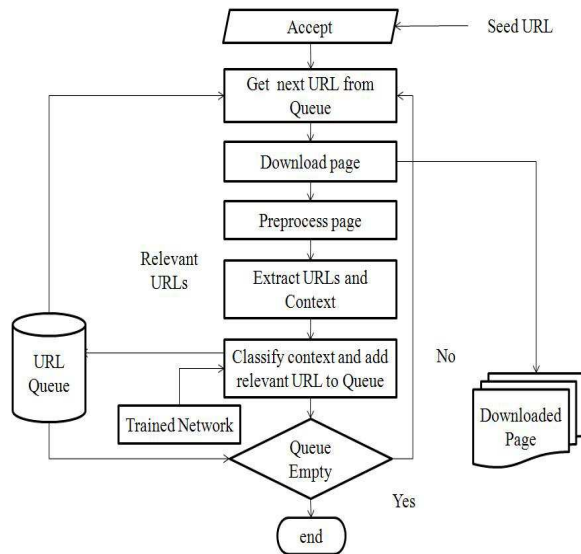 Accept
Seed URL
Get next URL from
Queue
Download page
Preprocess page
Relevant
URLs
Extract URLs and
Context
URL
Queue
Classify context and add
relevant URL to Queue
No
Trained Network
Downloaded
Page
Queue
Empty
Yes
end